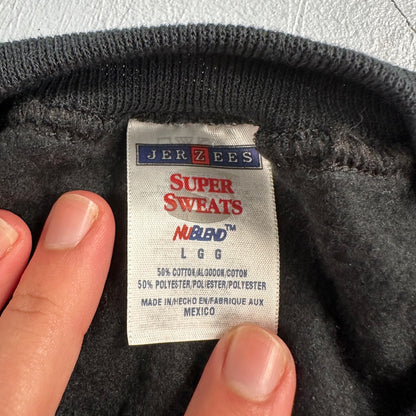 JERZEES
SUPER
SWEATS
NUBLEND™
L G G
50% COTTON/ALGODON/COTON
50% POLYESTER/POLIESTER/POLYESTER
MADE IN/HECHO EN/FABRIQUE AUX
MEXICO